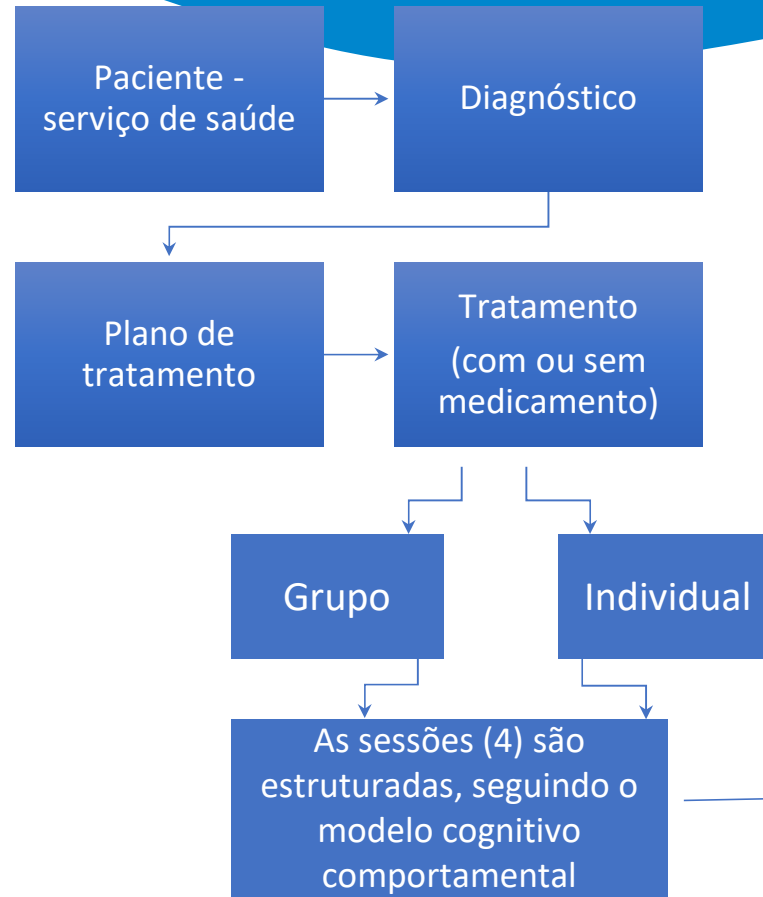 Paciente -
serviço de saúde
Diagnóstico
Plano de
tratamento
Tratamento
(com ou sem
medicamento)
Grupo
Individual
As sessões (4) são
estruturadas, seguindo o
modelo cognitivo
comportamental